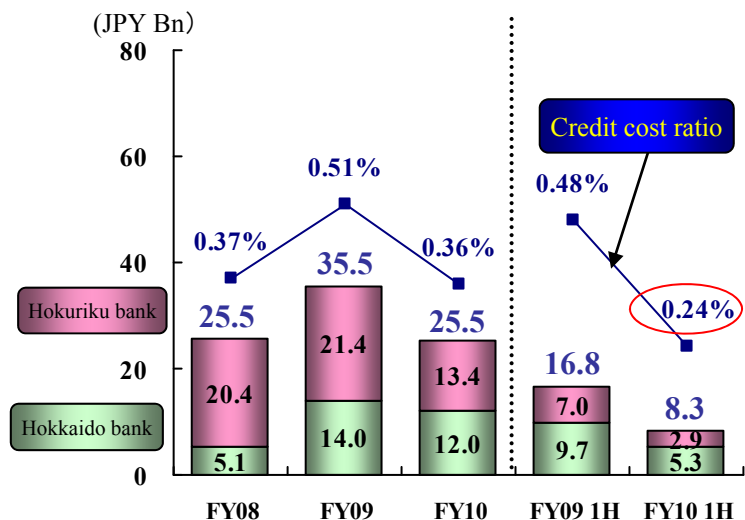 (JPY Bn)
80
60
40
20
0
Credit cost ratio
0.37%
0.51%
0.36%
0.48%
0.24%
Hokuriku bank
Hokkaido bank
25.5
35.5
25.5
16.8
8.3
20.4
21.4
13.4
7.0
2.9
5.1
14.0
12.0
9.7
5.3
FY08
FY09
FY10
FY09 1H
FY10 1H